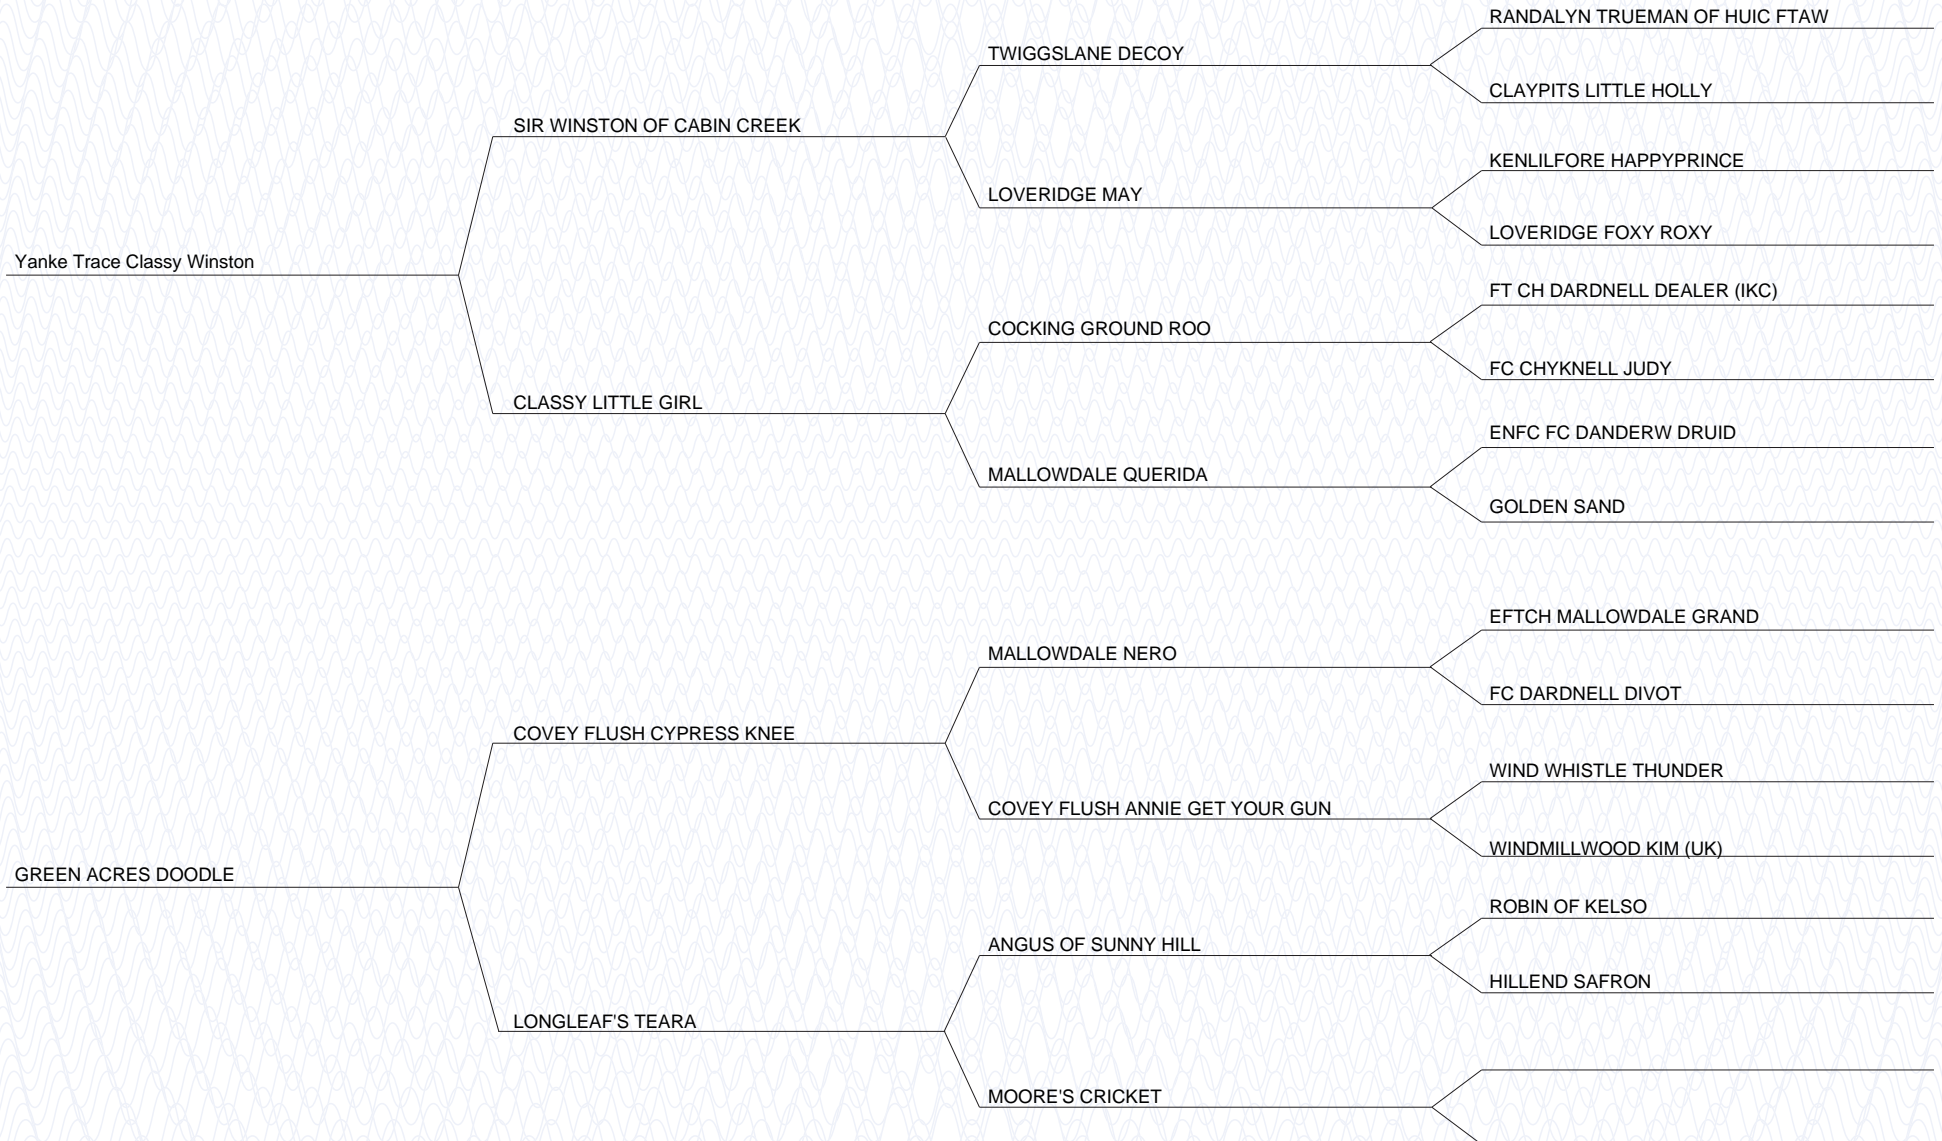 RANDALYN TRUEMAN OF HUIC FTAW
TWIGGSLANE DECOY
CLAYPITS LITTLE HOLLY
SIR WINSTON OF CABIN CREEK
KENLILFORE HAPPYPRINCE
LOVERIDGE MAY
LOVERIDGE FOXY ROXY
Yanke Trace Classy Winston
FT CH DARDNELL DEALER (IKC)
COCKING GROUND ROO
FC CHYKNELL JUDY
CLASSY LITTLE GIRL
ENFC FC DANDERW DRUID
MALLOWDALE QUERIDA
GOLDEN SAND
EFTCH MALLOWDALE GRAND
MALLOWDALE NERO
FC DARDNELL DIVOT
COVEY FLUSH CYPRESS KNEE
WIND WHISTLE THUNDER
COVEY FLUSH ANNIE GET YOUR GUN
WINDMILLWOOD KIM (UK)
GREEN ACRES DOODLE
ROBIN OF KELSO
ANGUS OF SUNNY HILL
HILLEND SAFRON
LONGLEAF'S TEARA
MOORE'S CRICKET